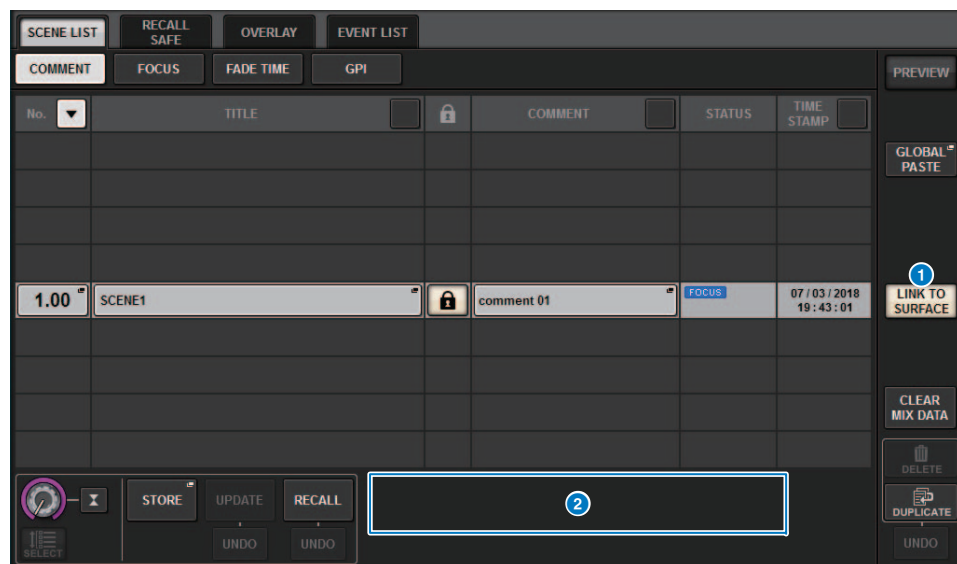 SCENE LIST
RECALL
SAFE
OVERLAY
EVENT LIST
COMMENT
FOCUS
FADE TIME
GPI
PREVIEW
No.
TITLE
COMMENT
STATUS
TIME
STAMP
GLOBAL
PASTE
1
1.00
SCENE1
comment 01
FOCUS
07/03/2018
19:43:01
LINK TO
SURFACE
CLEAR
MIX DATA
DELETE
STORE
UPDATE
RECALL
2
DUPLICATE
SELECT
UNDO
UNDO
UNDO